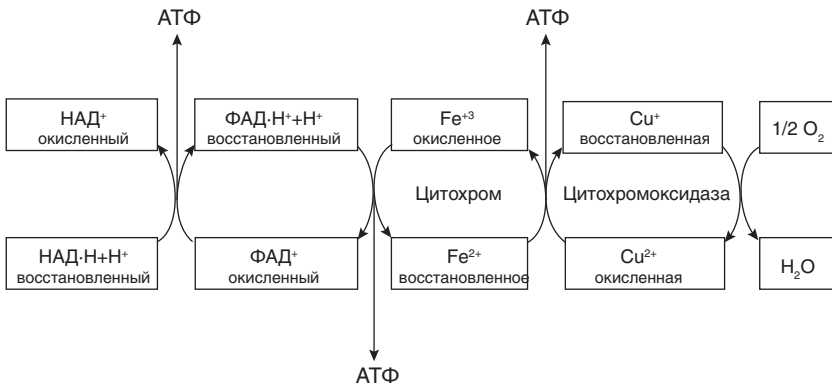 АТФ
АТФ
НАД⁺
окисленный
ФАД·Н⁺+Н⁺
восстановленный
Fe⁺³
окисленное
Cu⁺
восстановленная
1/2 O₂
Цитохром
Цитохромоксидаза
НАД·Н+Н⁺
восстановленный
ФАД⁺
окисленный
Fe²⁺
восстановленное
Cu²⁺
окисленная
H₂O
АТФ